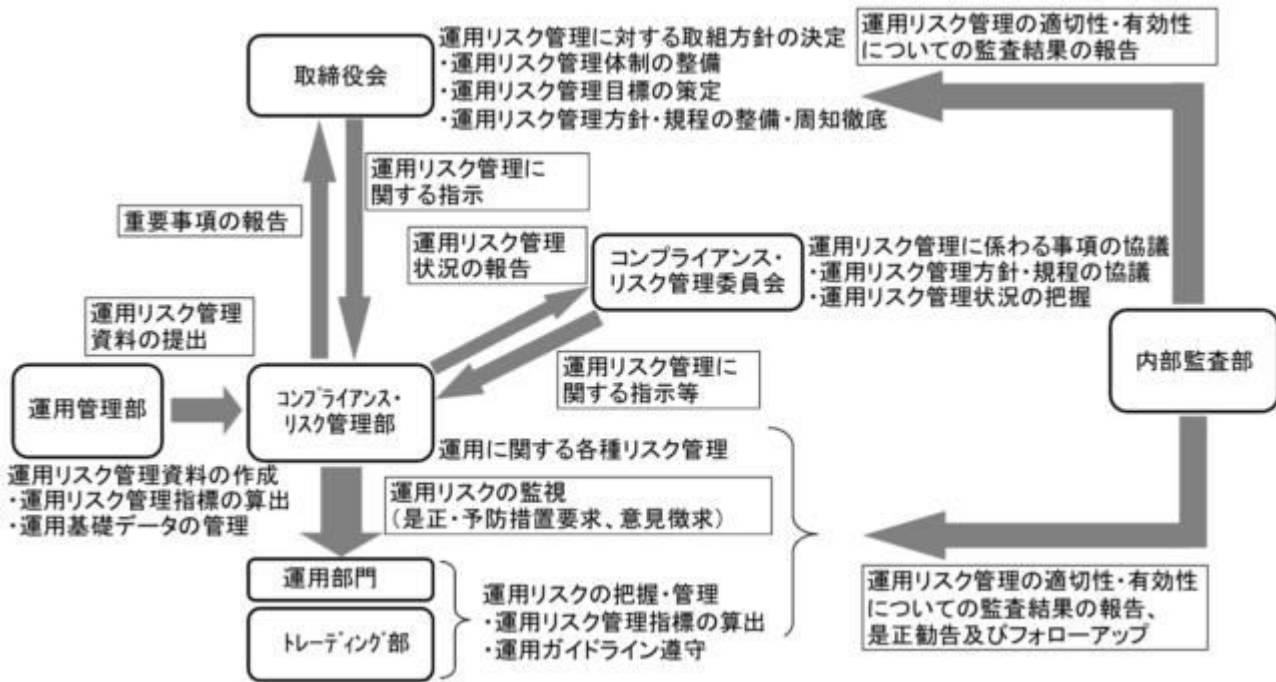 取締役会
運用リスク管理に対する取組方針の決定
・運用リスク管理体制の整備
・運用リスク管理目標の策定
・運用リスク管理方針・規程の整備・周知徹底
運用リスク管理の適切性・有効性
についての監査結果の報告
運用リスク管理に
関する指示
重要事項の報告
運用リスク管理
状況の報告
コンプライアンス・
リスク管理委員会
運用リスク管理に係わる事項の協議
・運用リスク管理方針・規程の協議
・運用リスク管理状況の把握
運用リスク管理
資料の提出
運用リスク管理に
関する指示等
内部監査部
運用管理部
コンプライアンス・
リスク管理部
運用に関する各種リスク管理
運用リスク管理資料の作成
・運用リスク管理指標の算出
・運用基礎データの管理
運用リスクの監視
(是正・予防措置要求、意見徴求)
運用部門
トレーディング部
運用リスクの把握・管理
・運用リスク管理指標の算出
・運用ガイドライン遵守
運用リスク管理の適切性・有効性
についての監査結果の報告、
是正勧告及びフォローアップ